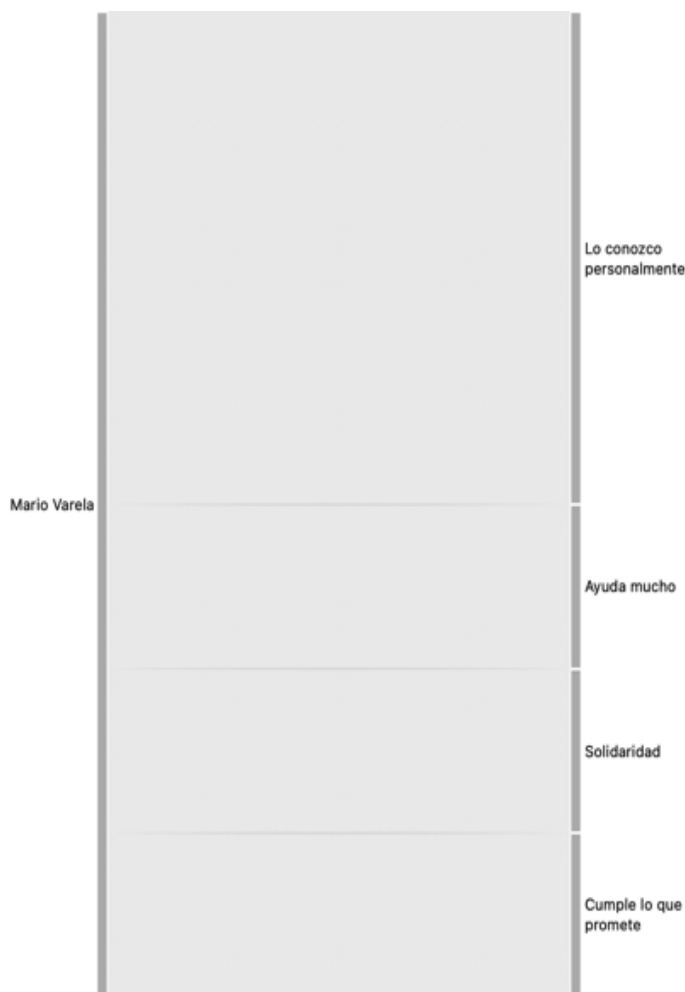 Lo conozco
personalmente
Mario Varela
Ayuda mucho
Solidaridad
Cumple lo que
promete